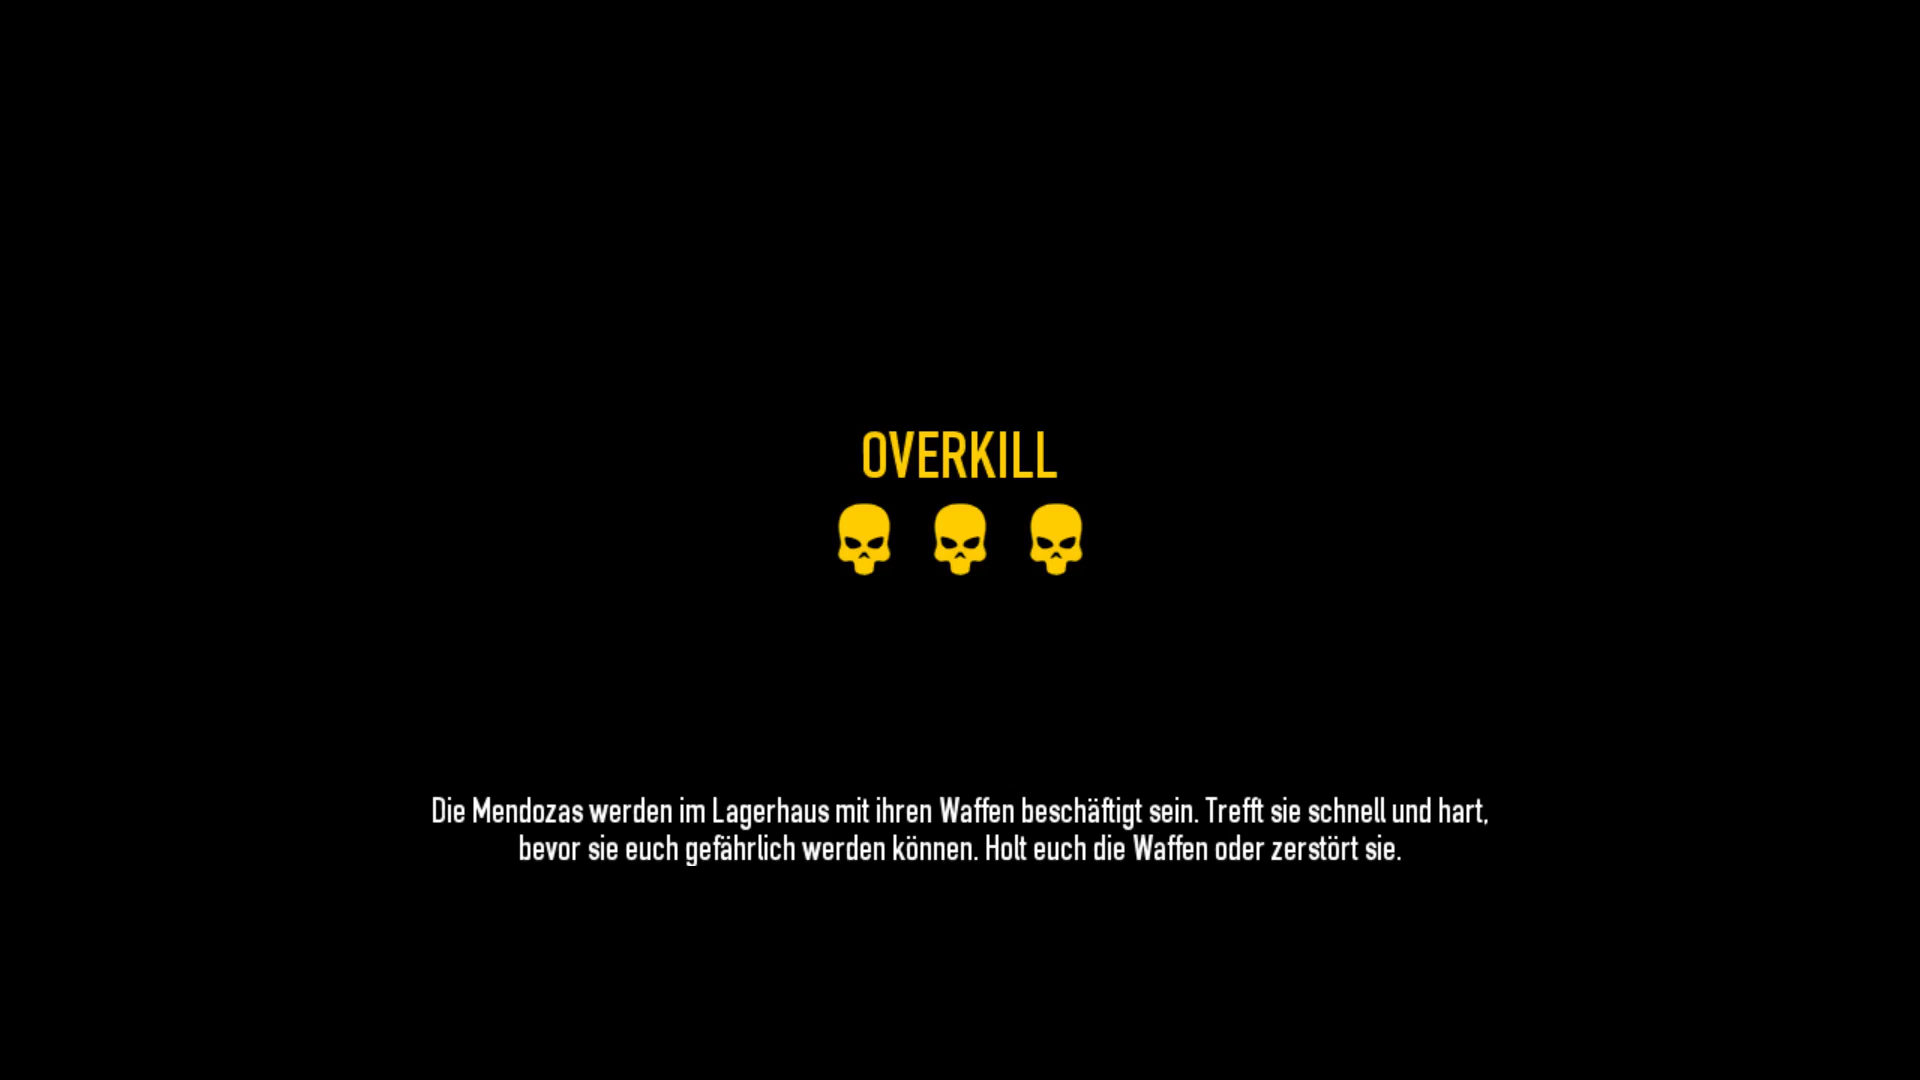 OVERKILL
Die Mendozas werden im Lagerhaus mit ihren Waffen beschäftigt sein. Trefft sie schnell und hart,
bevor sie euch gefährlich werden können. Holt euch die Waffen oder zerstört sie.